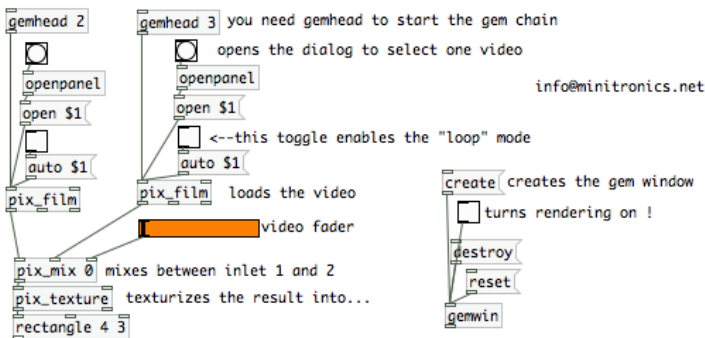 gemhead 2
gemhead 3 you need gemhead to start the gem chain
opens the dialog to select one video
openpanel
openpanel
info@minitronics.net
open $1
open $1
<--this toggle enables the "loop" mode
auto $1
auto $1
pix_film
pix_film loads the video
create creates the gem window
turns rendering on !
video fader
destroy
pix_mix 0 mixes between inlet 1 and 2
reset
pix_texture texturizes the result into...
gemwin
rectangle 4 3